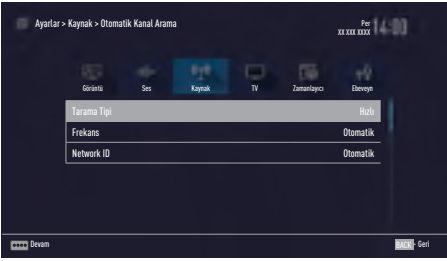 Ayarlar > Kaynak > Otomatik Kanal Arama
Per
xx xxx xxxx
14:00
Görüntü
Ses
Kaynak
TV
Zamanlayıcı
Ebeveyn
Tarama Tipi Hızlı
Frekans Otomatik
Network ID Otomatik
Devam
BACK - Geri